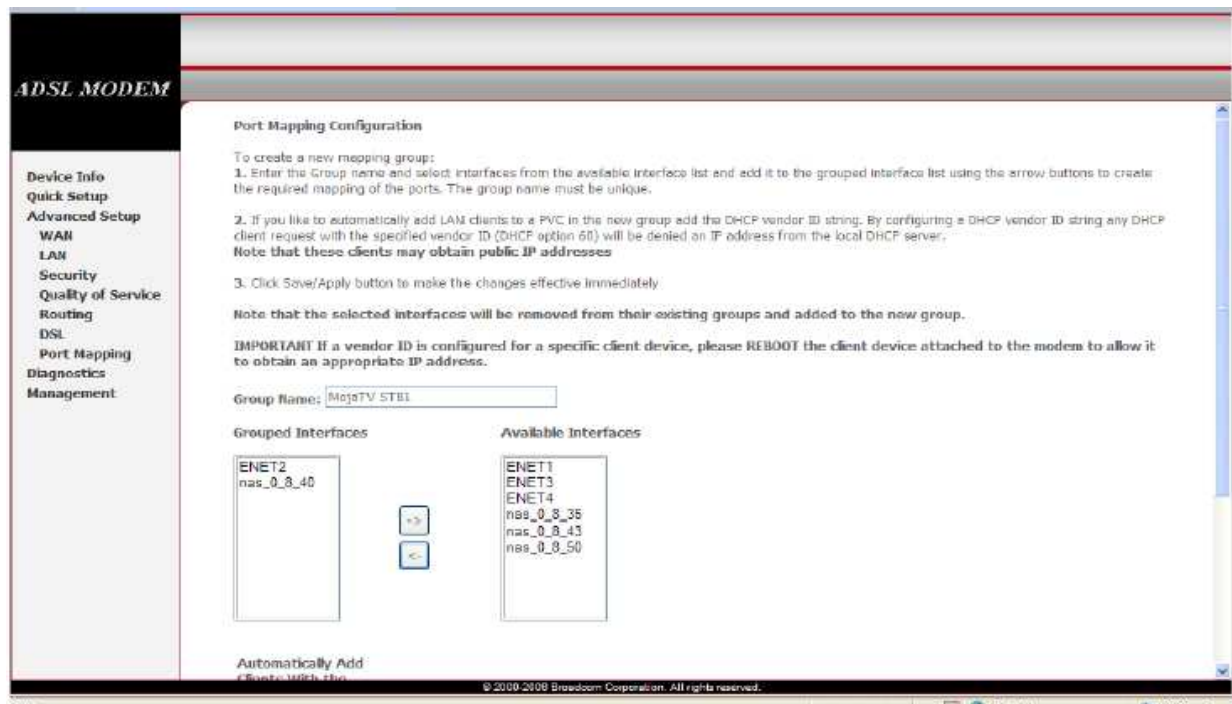 ADSL MODEM
Device Info
Quick Setup
Advanced Setup
WAN
LAN
Security
Quality of Service
Routing
DSL
Port Mapping
Diagnostics
Management
Port Mapping Configuration
To create a new mapping group:
1. Enter the Group name and select interfaces from the available interface list and add it to the grouped interface list using the arrow buttons to create
the required mapping of the ports. The group name must be unique.
2. If you like to automatically add LAN clients to a PVC in the new group add the DHCP vendor ID string. By configuring a DHCP vendor ID string any DHCP
client request with the specified vendor ID (DHCP option 60) will be denied an IP address from the local DHCP server.
Note that these clients may obtain public IP addresses
3. Click Save/Apply button to make the changes effective immediately
Note that the selected interfaces will be removed from their existing groups and added to the new group.
IMPORTANT If a vendor ID is configured for a specific client device, please REBOOT the client device attached to the modem to allow it
to obtain an appropriate IP address.
Group Name: MojaTV STB1
Grouped Interfaces
ENET2
nas_0_8_40
->
<-
Available Interfaces
ENET1
ENET3
ENET4
nas_0_8_35
nas_0_8_43
nas_0_8_50
Automatically Add
Clients With the
© 2000-2008 Broadcom Corporation. All rights reserved.